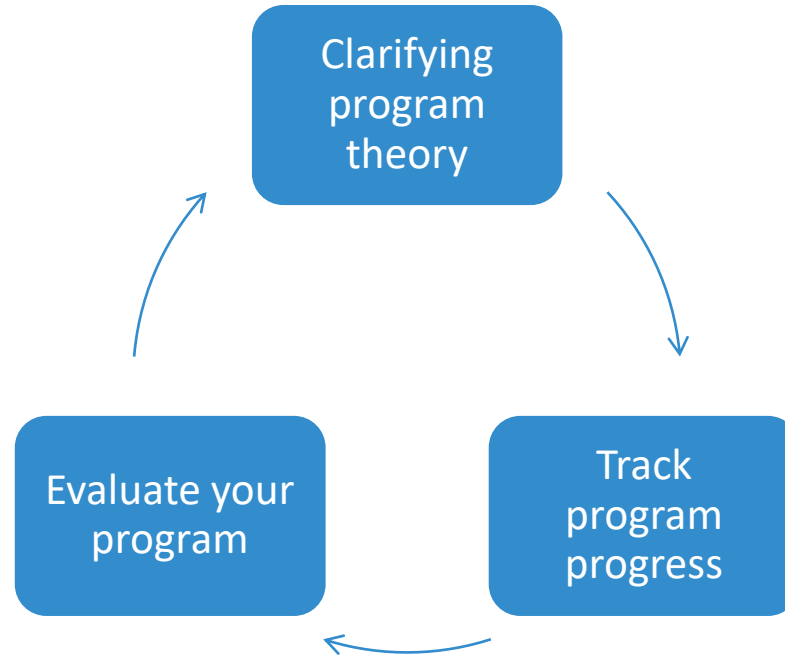 Clarifying
program
theory
Evaluate your
program
Track
program
progress